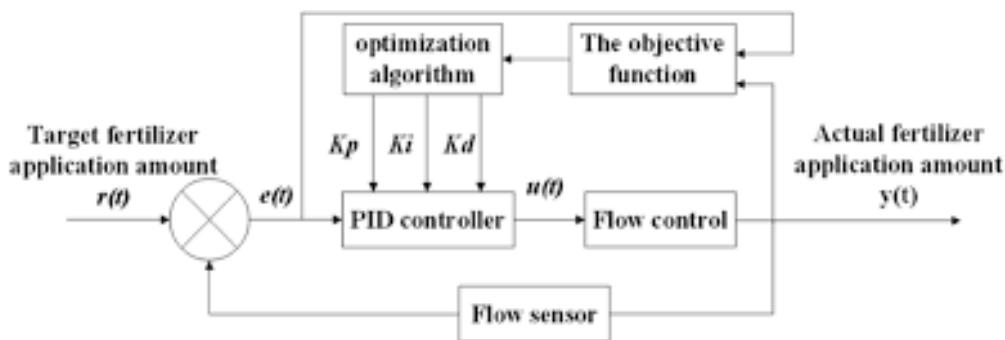 optimization
algorithm
The objective
function
Target fertilizer
application amount
r(t)
Kp
Ki
Kd
Actual fertilizer
application amount
y(t)
e(t)
PID controller
u(t)
Flow control
Flow sensor